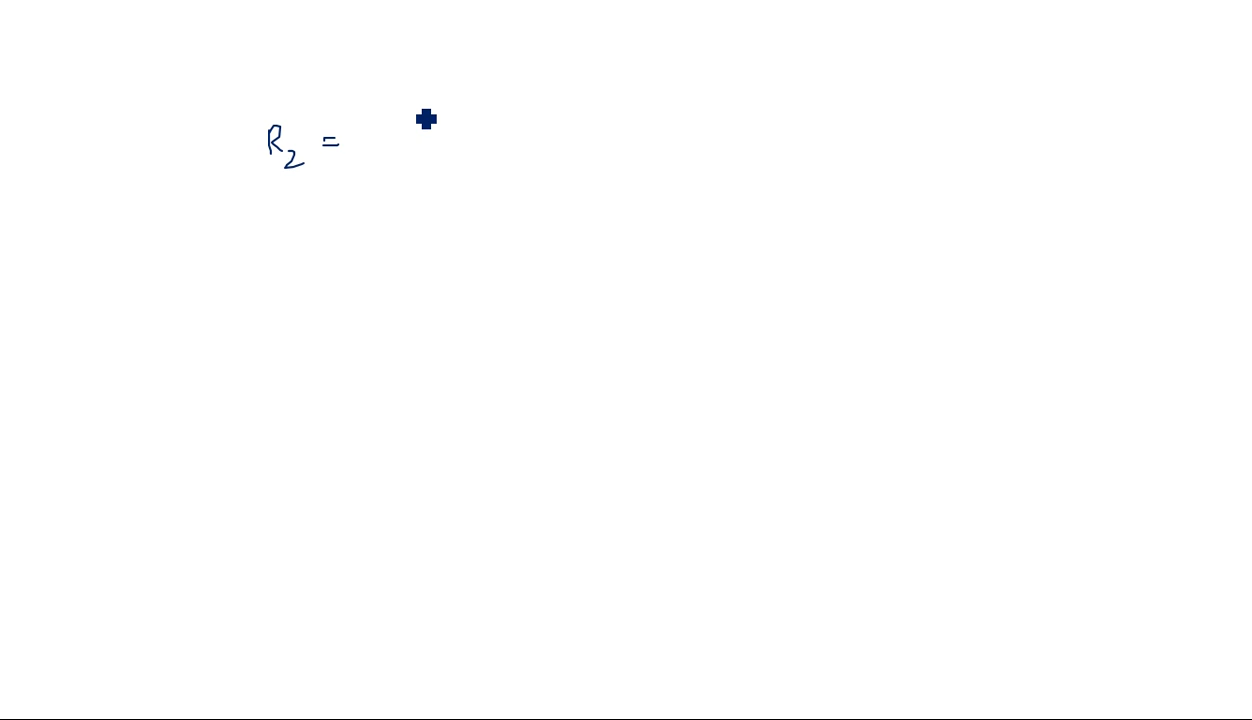 R₂ =